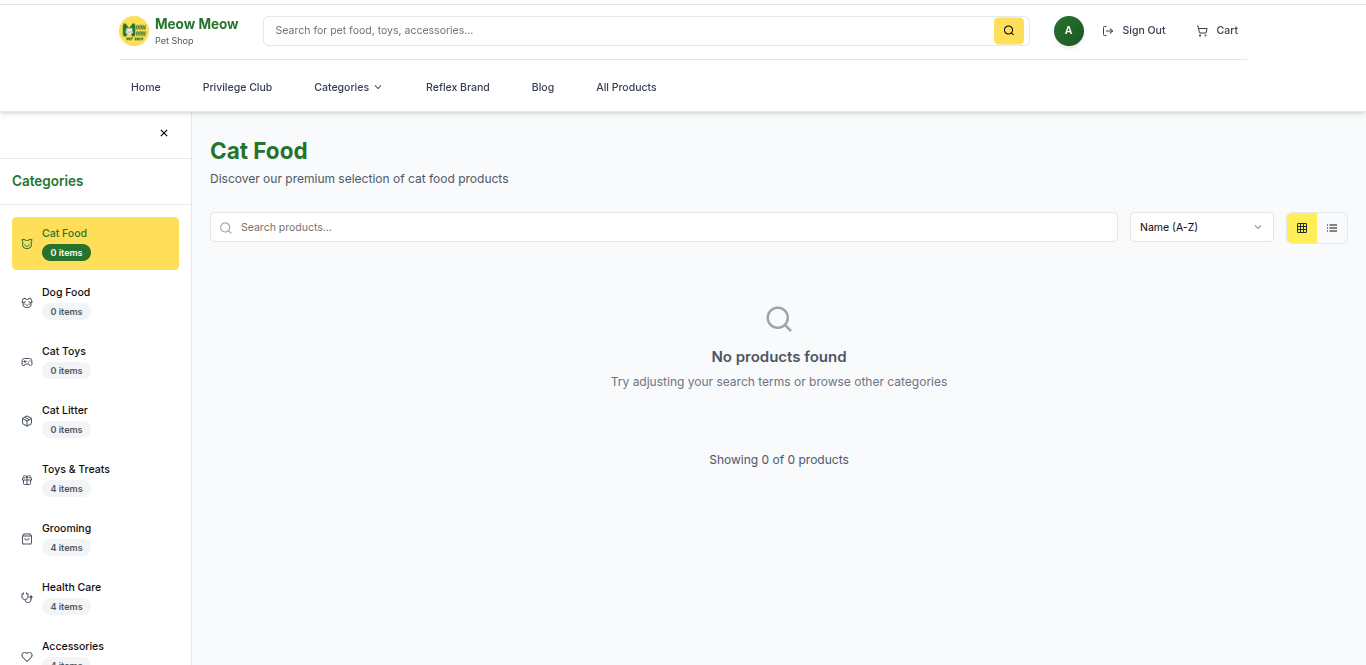 Meow Meow
Pet Shop
Search for pet food, toys, accessories...
A
Sign Out
Cart
Home
Privilege Club
Categories
Reflex Brand
Blog
All Products
Categories
Cat Food
0 items
Dog Food
0 items
Cat Toys
0 items
Cat Litter
0 items
Toys & Treats
4 items
Grooming
4 items
Health Care
4 items
Accessories
4 items
Cat Food
Discover our premium selection of cat food products
Search products...
Name (A-Z)
No products found
Try adjusting your search terms or browse other categories
Showing 0 of 0 products